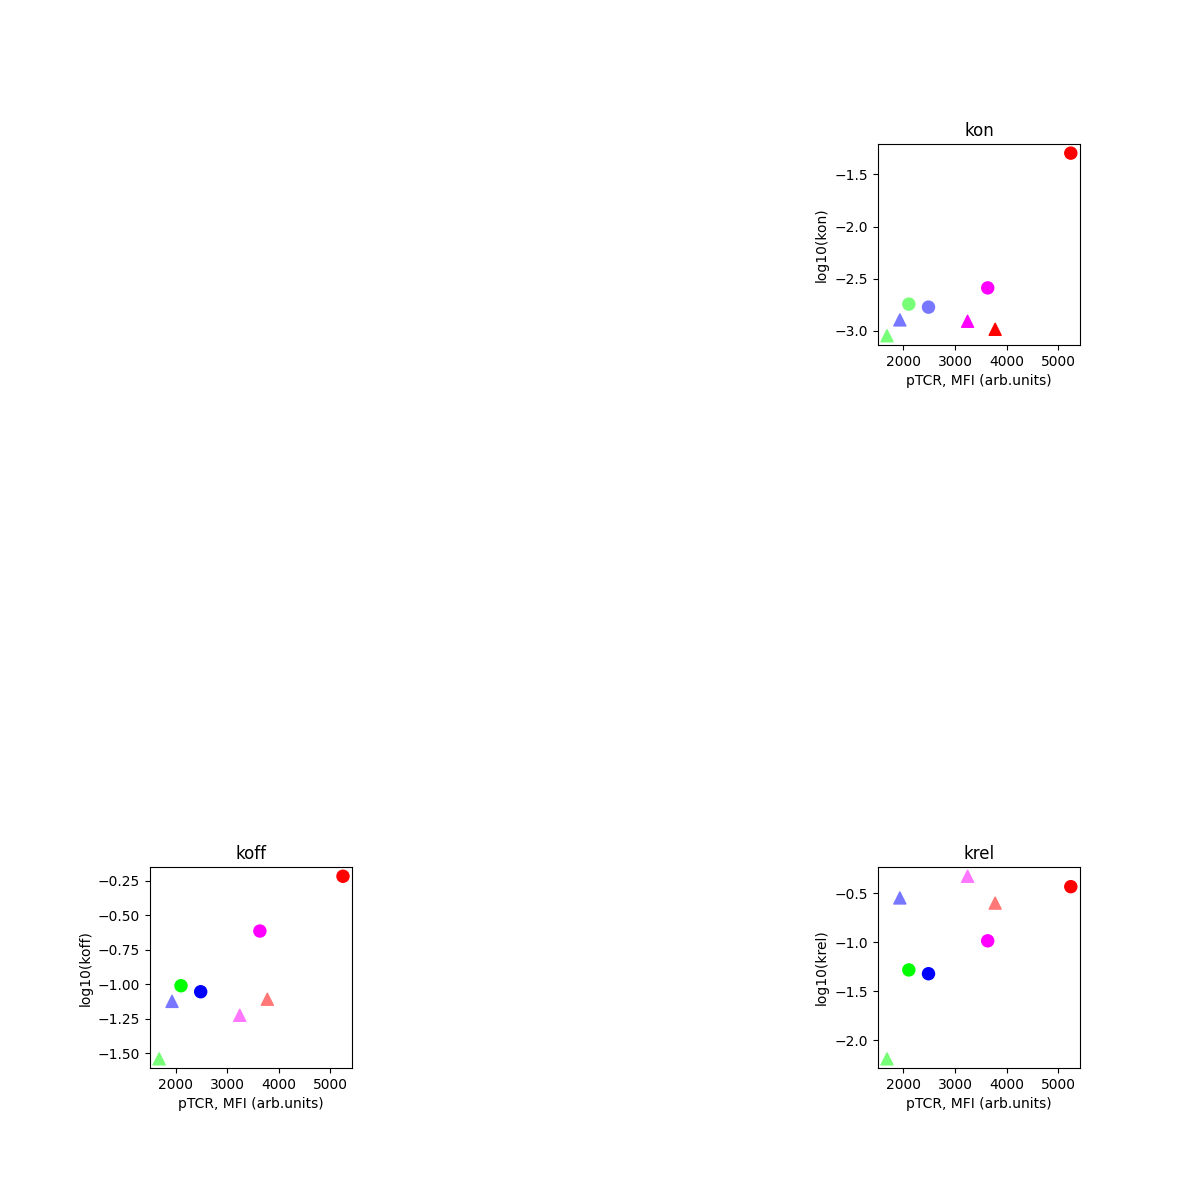 kon
−1.5
−2.0
−2.5
−3.0
log10(kon)
2000 3000 4000 5000
pTCR, MFI (arb.units)
koff
−0.25
−0.50
−0.75
−1.00
−1.25
−1.50
log10(koff)
2000 3000 4000 5000
pTCR, MFI (arb.units)
krel
−0.5
−1.0
−1.5
−2.0
log10(krel)
2000 3000 4000 5000
pTCR, MFI (arb.units)